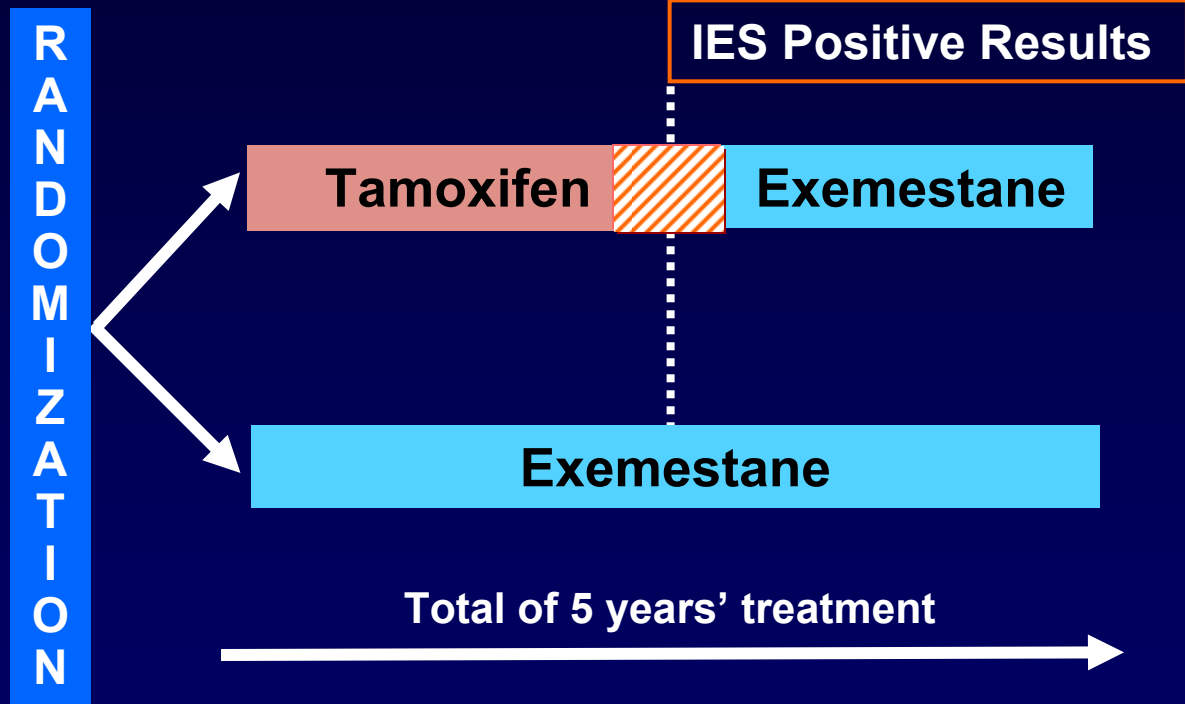 RANDOMIZATION
IES Positive Results
Tamoxifen
Exemestane
Exemestane
Total of 5 years’ treatment